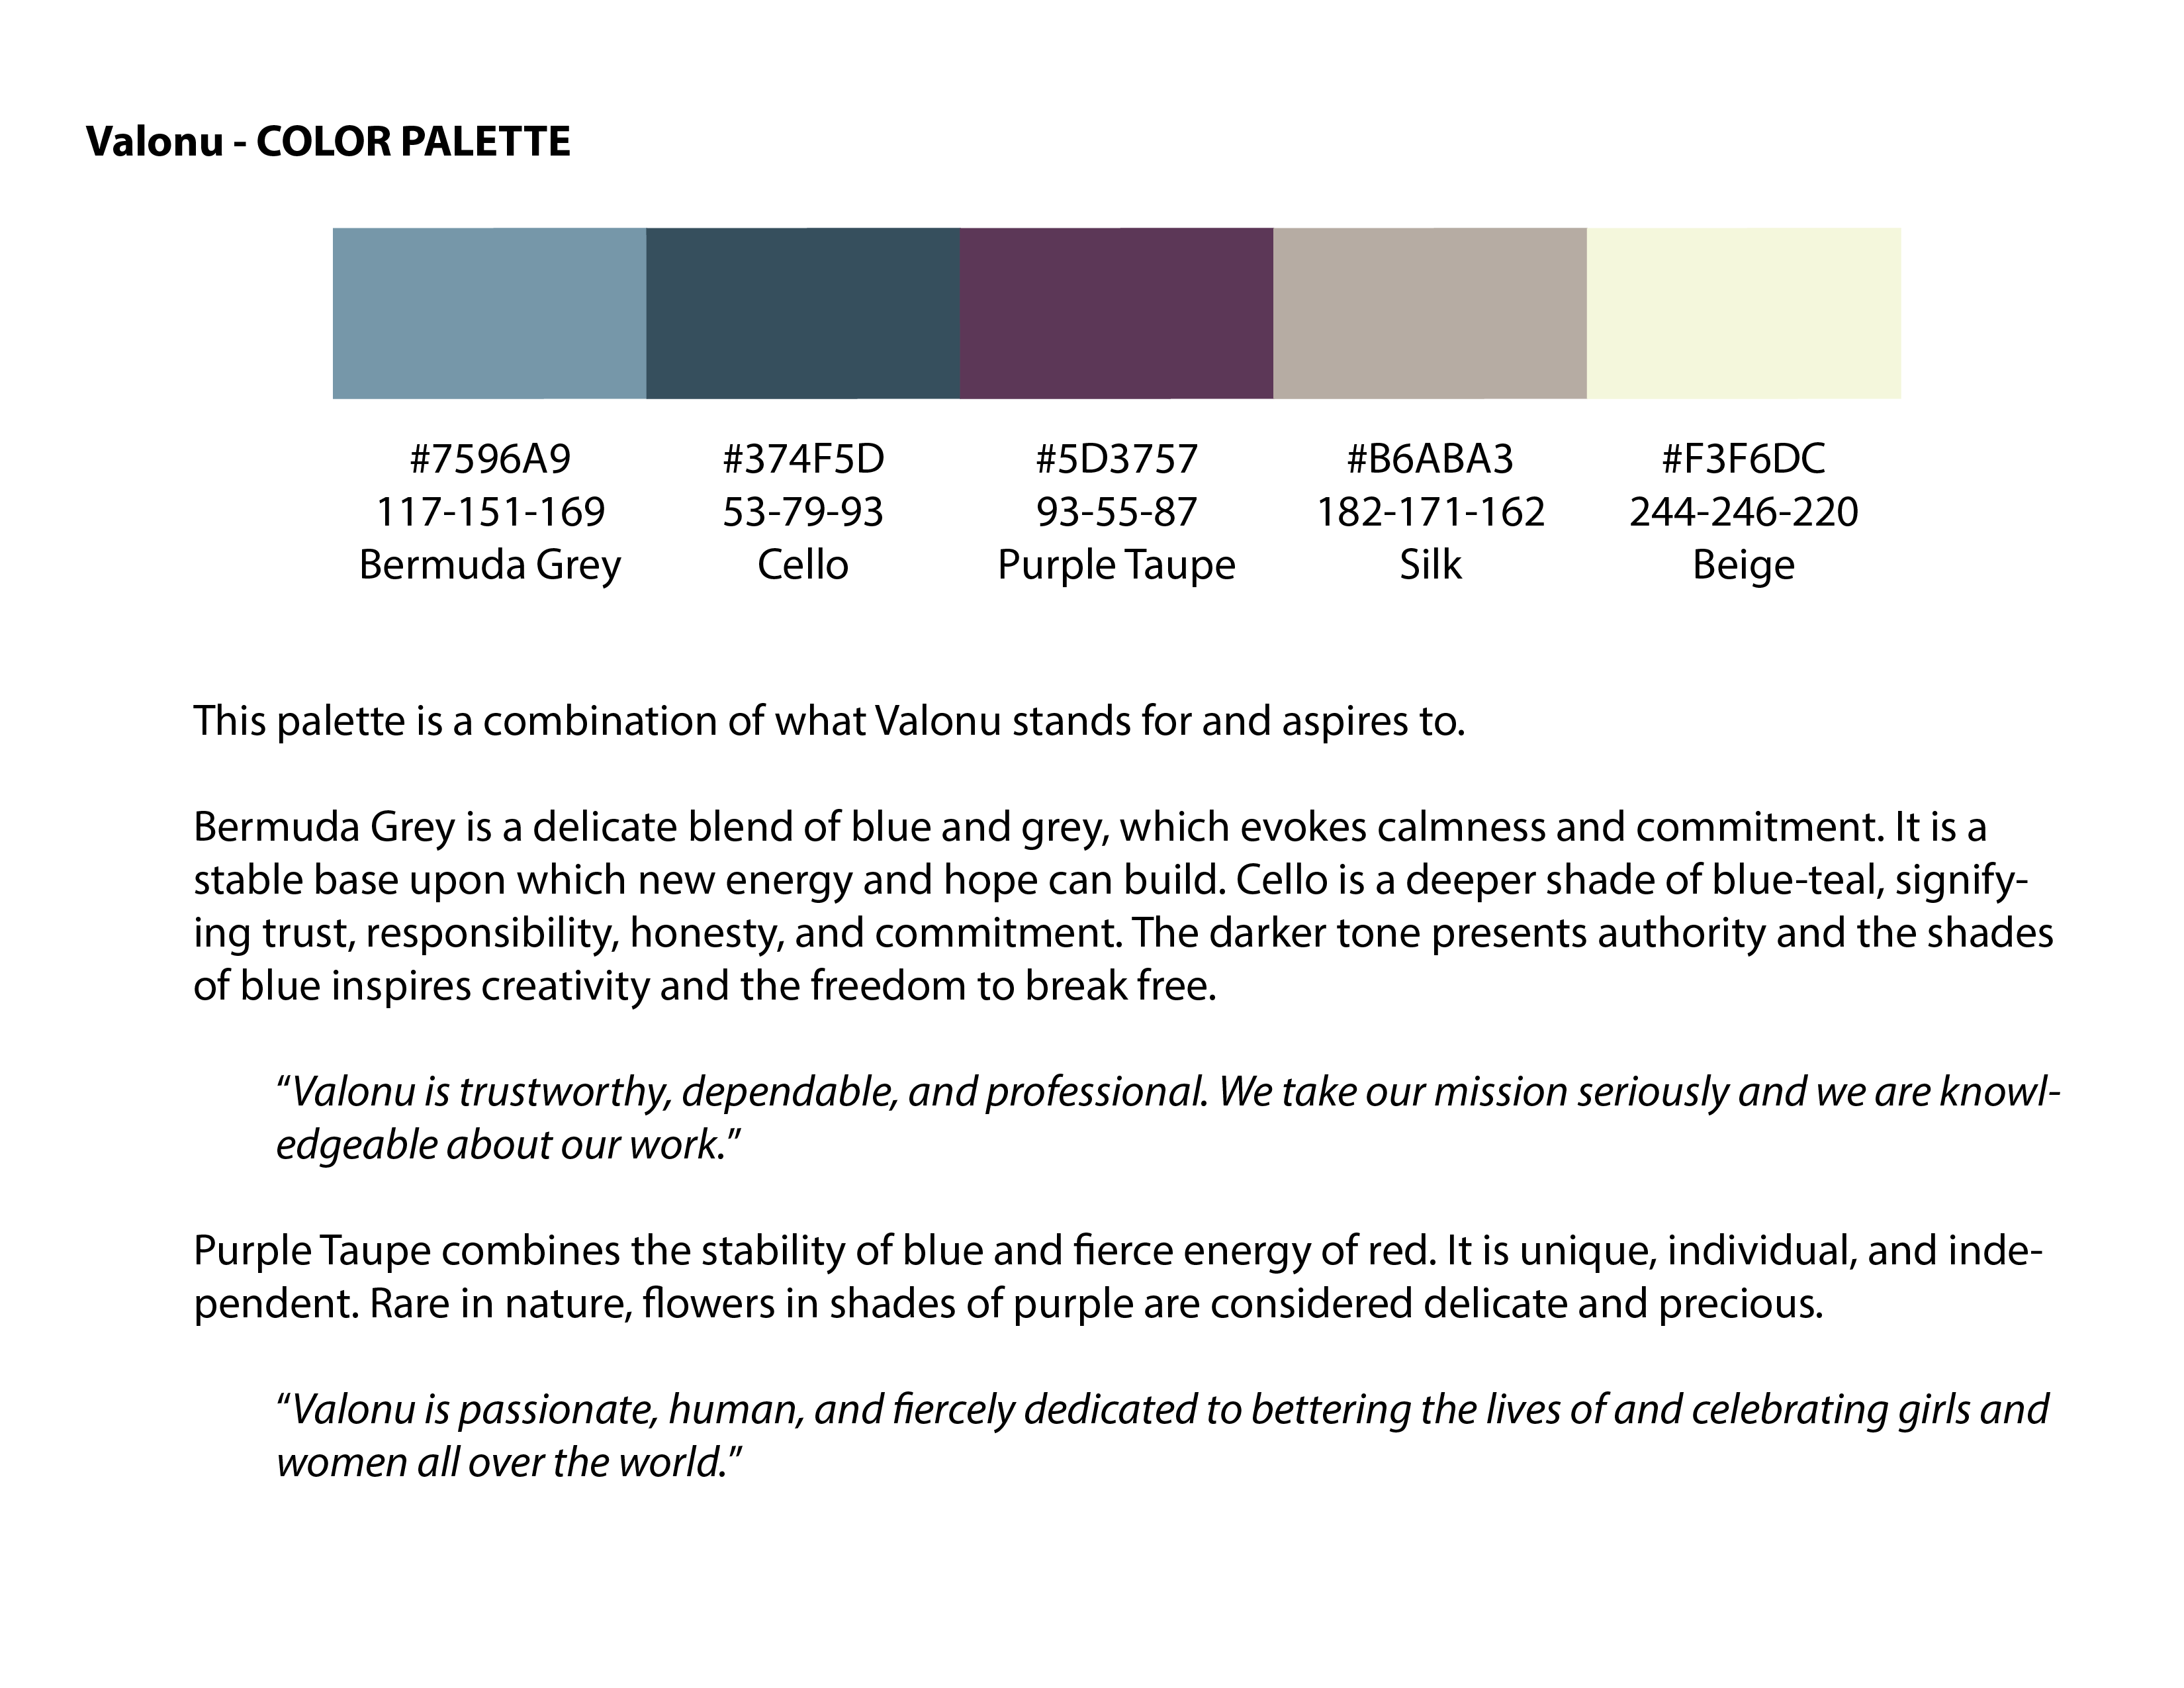 Valonu - COLOR PALETTE
#7596A9 #374F5D #5D3757 #B6ABA3 #F3F6DC
117-151-169 53-79-93 93-55-87 182-171-162 244-246-220
Bermuda Grey Cello Purple Taupe Silk Beige
This palette is a combination of what Valonu stands for and aspires to.
Bermuda Grey is a delicate blend of blue and grey, which evokes calmness and commitment. It is a
stable base upon which new energy and hope can build. Cello is a deeper shade of blue-teal, signify-
ing trust, responsibility, honesty, and commitment. The darker tone presents authority and the shades
of blue inspires creativity and the freedom to break free.
“Valonu is trustworthy, dependable, and professional. We take our mission seriously and we are knowl-
edgeable about our work.”
Purple Taupe combines the stability of blue and fierce energy of red. It is unique, individual, and inde-
pendent. Rare in nature, flowers in shades of purple are considered delicate and precious.
“Valonu is passionate, human, and fiercely dedicated to bettering the lives of and celebrating girls and
women all over the world.”